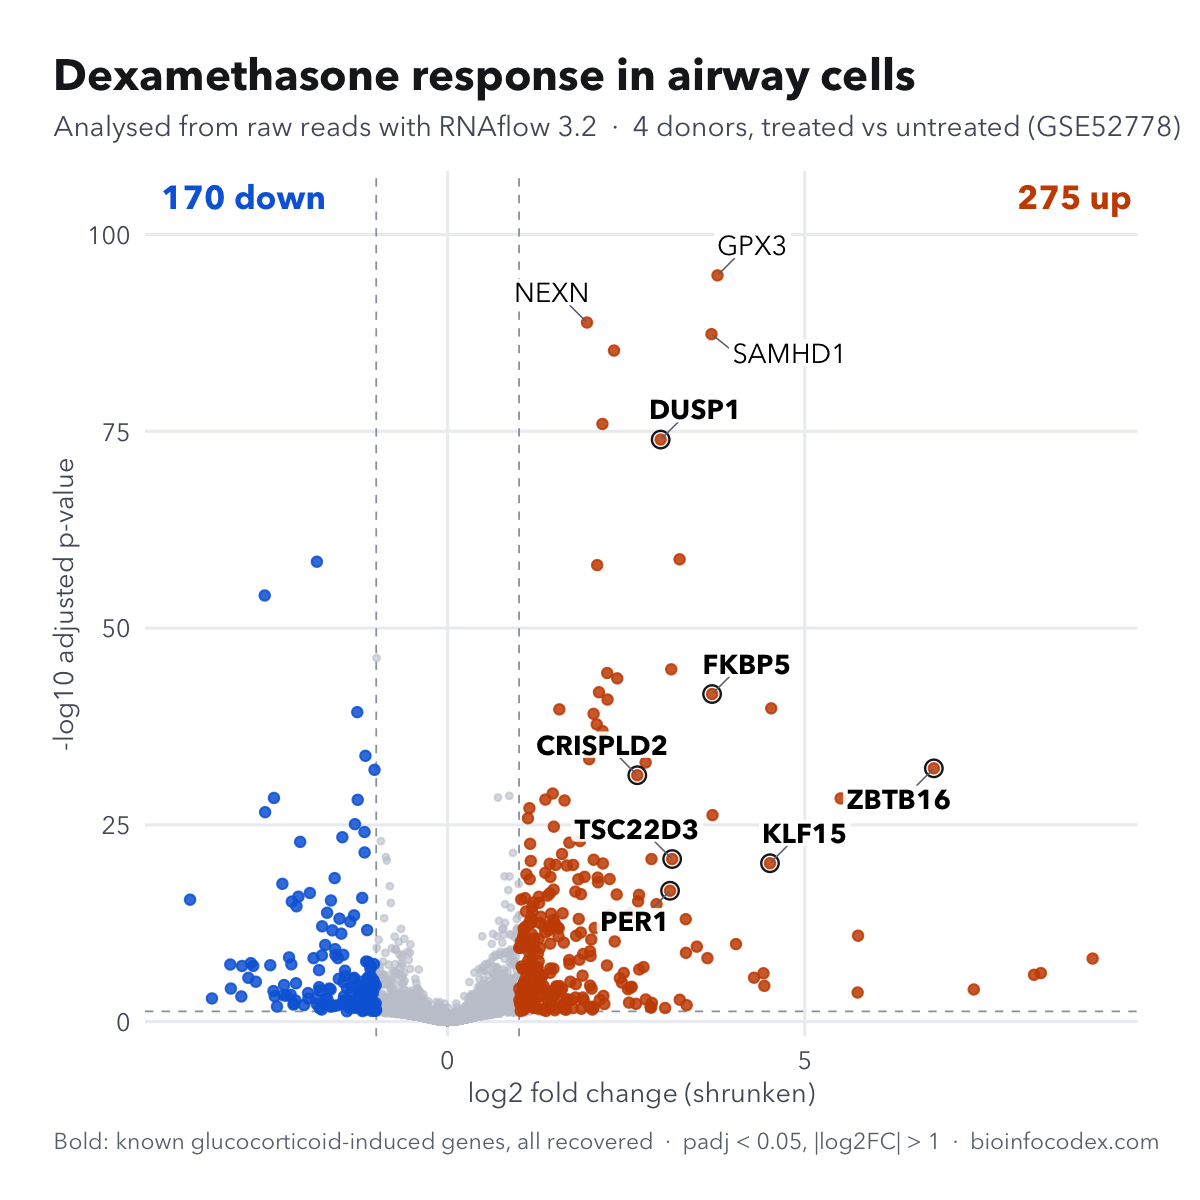 Dexamethasone response in airway cells
Analysed from raw reads with RNAflow 3.2 · 4 donors, treated vs untreated (GSE52778)
170 down
275 up
100
GPX3
NEXN
SAMHD1
DUSP1
75
-log10 adjusted p-value
50
FKBP5
CRISPLD2
ZBTB16
25
TSC22D3
KLF15
PER1
0
0
5
log2 fold change (shrunken)
Bold: known glucocorticoid-induced genes, all recovered · padj < 0.05, |log2FC| > 1 · bioinfocodex.com